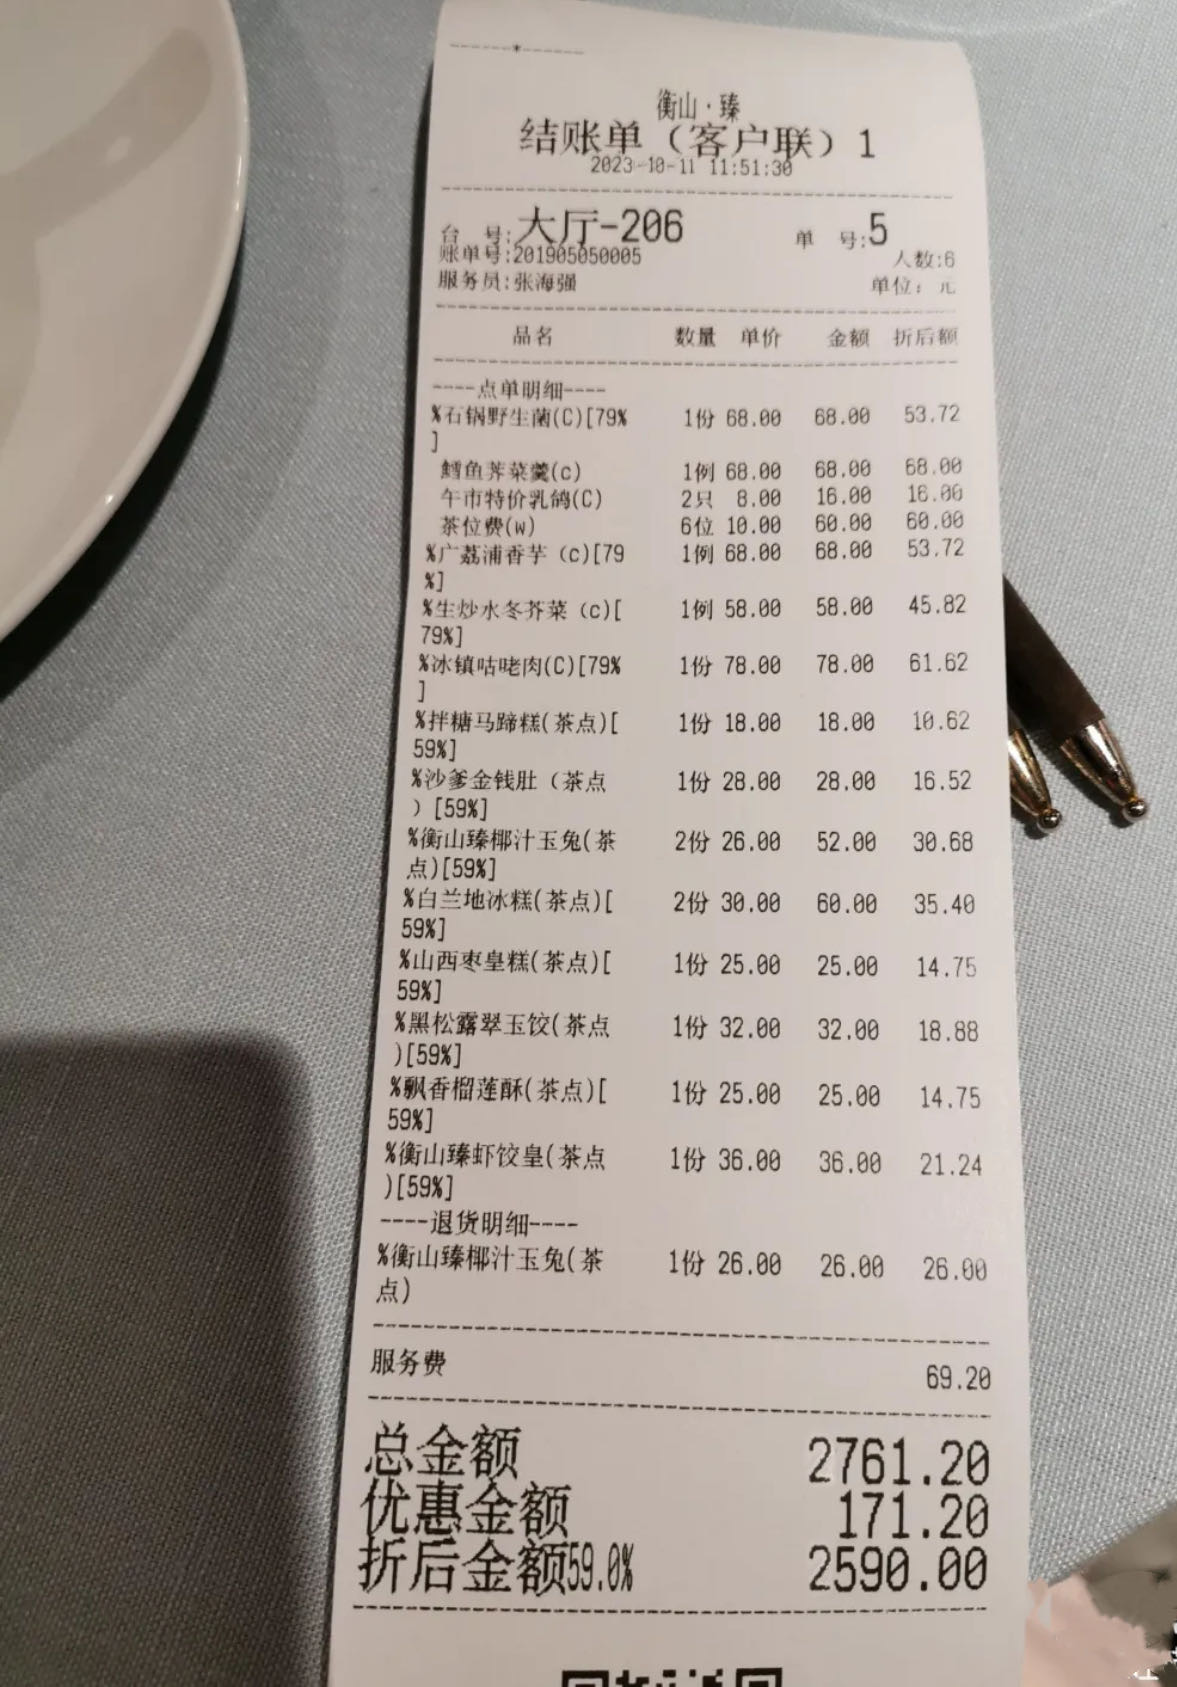 ------*------
衡山·臻
结账单（客户联）1
2023-10-11 11:51:30
台 号:大厅-206 单 号:5
账单号:201905050005 人数:6
服务员:张海强 单位: 元
品名 数量 单价 金额 折后额
----点单明细----
%石锅野生菌(C)[79% 1份 68.00 68.00 53.72
]
鳕鱼荠菜羹(c) 1例 68.00 68.00 68.00
午市特价乳鸽(C) 2只 8.00 16.00 16.00
茶位费(w) 6位 10.00 60.00 60.00
%广荔浦香芋（c)[79 1例 68.00 68.00 53.72
%]
%生炒水冬芥菜（c)[ 1例 58.00 58.00 45.82
79%]
%冰镇咕咾肉(C)[79% 1份 78.00 78.00 61.62
]
%拌糖马蹄糕(茶点)[ 1份 18.00 18.00 10.62
59%]
%沙爹金钱肚（茶点 1份 28.00 28.00 16.52
）[59%]
%衡山臻椰汁玉兔(茶 2份 26.00 52.00 30.68
点)[59%]
%白兰地冰糕(茶点)[ 2份 30.00 60.00 35.40
59%]
%山西枣皇糕(茶点)[ 1份 25.00 25.00 14.75
59%]
%黑松露翠玉饺(茶点 1份 32.00 32.00 18.88
)[59%]
%飘香榴莲酥(茶点)[ 1份 25.00 25.00 14.75
59%]
%衡山臻虾饺皇(茶点 1份 36.00 36.00 21.24
)[59%]
----退货明细----
%衡山臻椰汁玉兔(茶 1份 26.00 26.00 26.00
点)
服务费 69.20
总金额 2761.20
优惠金额 171.20
折后金额59.0% 2590.00